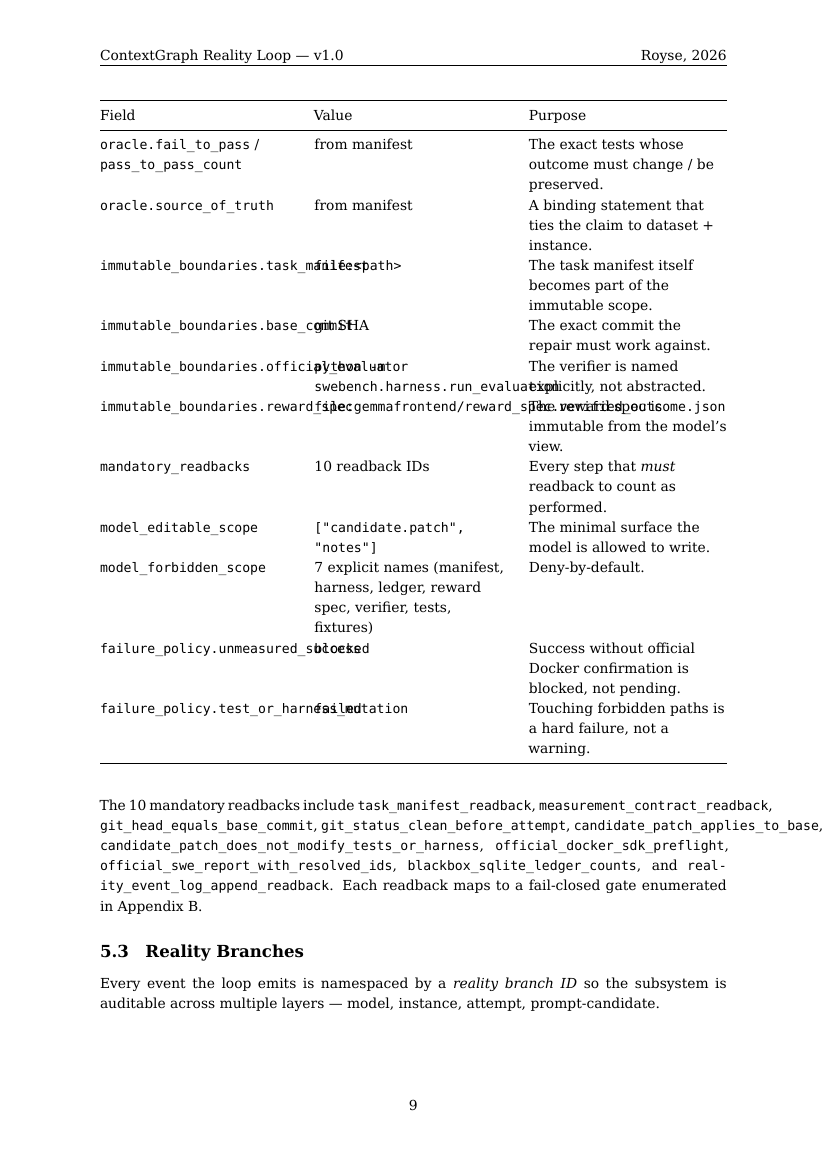 ContextGraph Reality Loop — v1.0 Royse, 2026
Field Value Purpose
oracle.fail_to_pass / from manifest The exact tests whose
pass_to_pass_count outcome must change / be
preserved.
oracle.source_of_truth from manifest A binding statement that
ties the claim to dataset +
instance.
immutable_boundaries.task_manifest file:<path> The task manifest itself
becomes part of the
immutable scope.
immutable_boundaries.base_commit git SHA The exact commit the
repair must work against.
immutable_boundaries.official_evaluator python -m The verifier is named
swebench.harness.run_evaluation explicitly, not abstracted.
immutable_boundaries.reward_spec file:gemmafrontend/reward_spec.verified_outcome.json The reward spec is
immutable from the model’s
view.
mandatory_readbacks 10 readback IDs Every step that must
readback to count as
performed.
model_editable_scope ["candidate.patch", The minimal surface the
"notes"] model is allowed to write.
model_forbidden_scope 7 explicit names (manifest, Deny-by-default.
harness, ledger, reward
spec, verifier, tests,
fixtures)
failure_policy.unmeasured_success blocked Success without official
Docker confirmation is
blocked, not pending.
failure_policy.test_or_harness_mutation failed Touching forbidden paths is
a hard failure, not a
warning.
The 10 mandatory readbacks include task_manifest_readback, measurement_contract_readback,
git_head_equals_base_commit, git_status_clean_before_attempt, candidate_patch_applies_to_base,
candidate_patch_does_not_modify_tests_or_harness, official_docker_sdk_preflight,
official_swe_report_with_resolved_ids, blackbox_sqlite_ledger_counts, and real-
ity_event_log_append_readback. Each readback maps to a fail-closed gate enumerated
in Appendix B.
5.3 Reality Branches
Every event the loop emits is namespaced by a reality branch ID so the subsystem is
auditable across multiple layers — model, instance, attempt, prompt-candidate.
9